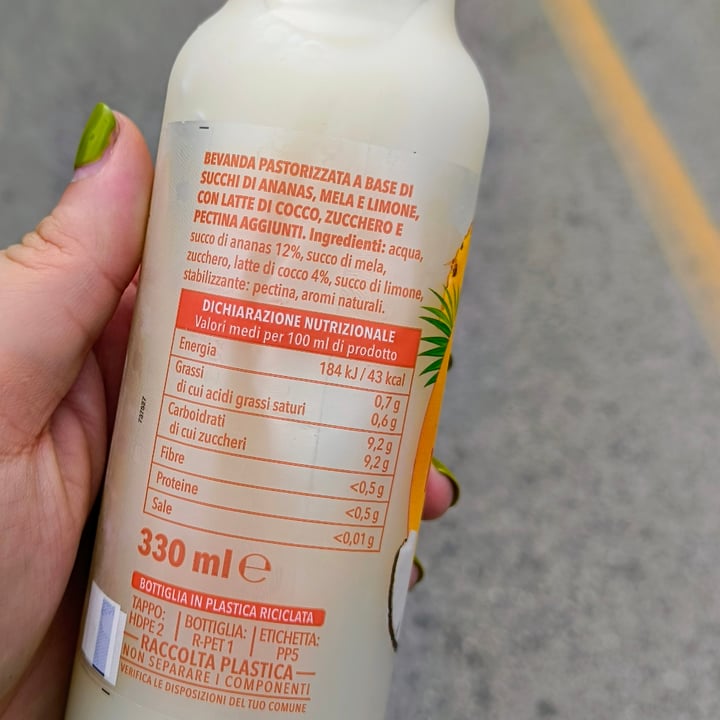 BEVANDA PASTORIZZATA A BASE DI
SUCCHI DI ANANAS, MELA E LIMONE,
CON LATTE DI COCCO, ZUCCHERO E
PECTINA AGGIUNTI. Ingredienti: acqua,
succo di ananas 12%, succo di mela,
zucchero, latte di cocco 4%, succo di limone,
stabilizzante: pectina, aromi naturali.
DICHIARAZIONE NUTRIZIONALE
Valori medi per 100 ml di prodotto
Energia 184 kJ / 43 kcal
Grassi 0,7 g
di cui acidi grassi saturi 0,6 g
Carboidrati 9,2 g
di cui zuccheri 9,2 g
Fibre <0,5 g
Proteine <0,5 g
Sale <0,01 g
737627
330 ml ℮
BOTTIGLIA IN PLASTICA RICICLATA
TAPPO: BOTTIGLIA: ETICHETTA:
HDPE 2 R-PET 1 PP5
RACCOLTA PLASTICA
NON SEPARARE I COMPONENTI
VERIFICA LE DISPOSIZIONI DEL TUO COMUNE